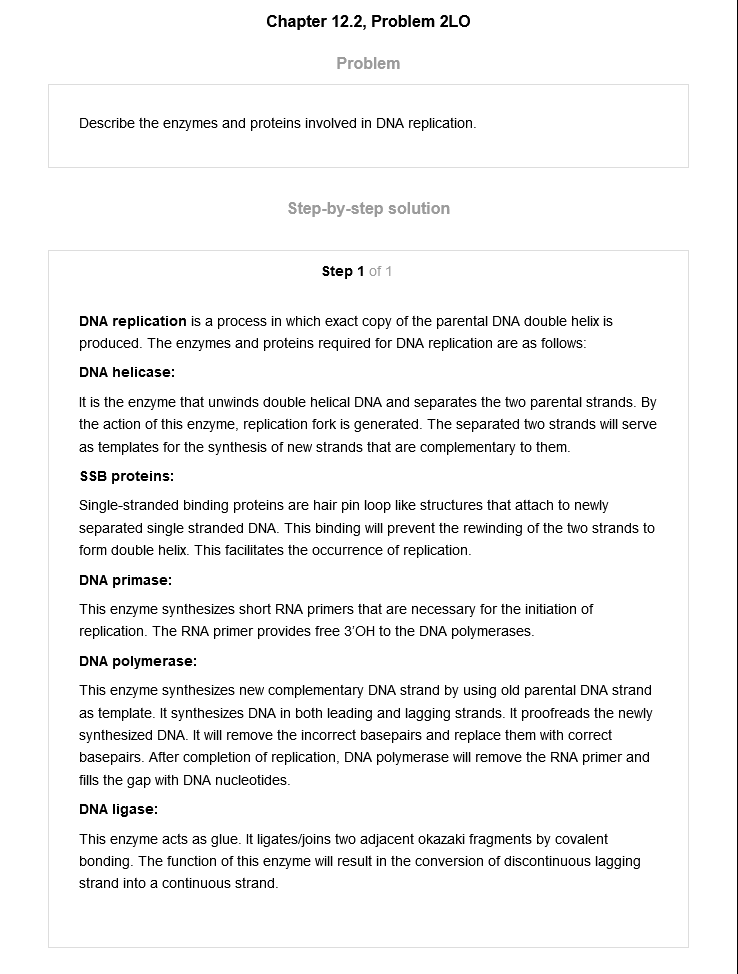 Chapter 12.2, Problem 2LO
Problem
Describe the enzymes and proteins involved in DNA replication.
Step-by-step solution
Step 1 of 1
DNA replication is a process in which exact copy of the parental DNA double helix is
produced. The enzymes and proteins required for DNA replication are as follows:
DNA helicase:
It is the enzyme that unwinds double helical DNA and separates the two parental strands. By
the action of this enzyme, replication fork is generated. The separated two strands will serve
as templates for the synthesis of new strands that are complementary to them.
SSB proteins:
Single-stranded binding proteins are hair pin loop like structures that attach to newly
separated single stranded DNA. This binding will prevent the rewinding of the two strands to
form double helix. This facilitates the occurrence of replication.
DNA primase:
This enzyme synthesizes short RNA primers that are necessary for the initiation of
replication. The RNA primer provides free 3’OH to the DNA polymerases.
DNA polymerase:
This enzyme synthesizes new complementary DNA strand by using old parental DNA strand
as template. It synthesizes DNA in both leading and lagging strands. It proofreads the newly
synthesized DNA. It will remove the incorrect basepairs and replace them with correct
basepairs. After completion of replication, DNA polymerase will remove the RNA primer and
fills the gap with DNA nucleotides.
DNA ligase:
This enzyme acts as glue. It ligates/joins two adjacent okazaki fragments by covalent
bonding. The function of this enzyme will result in the conversion of discontinuous lagging
strand into a continuous strand.